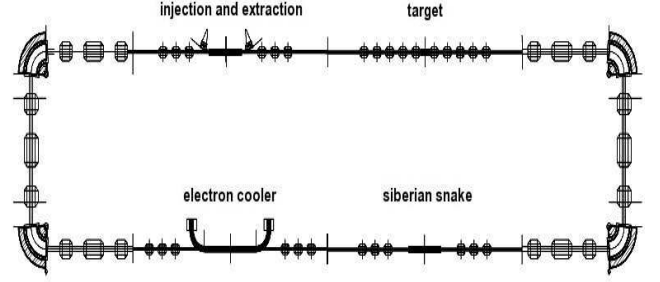 injection and extraction
target
electron cooler
siberian snake